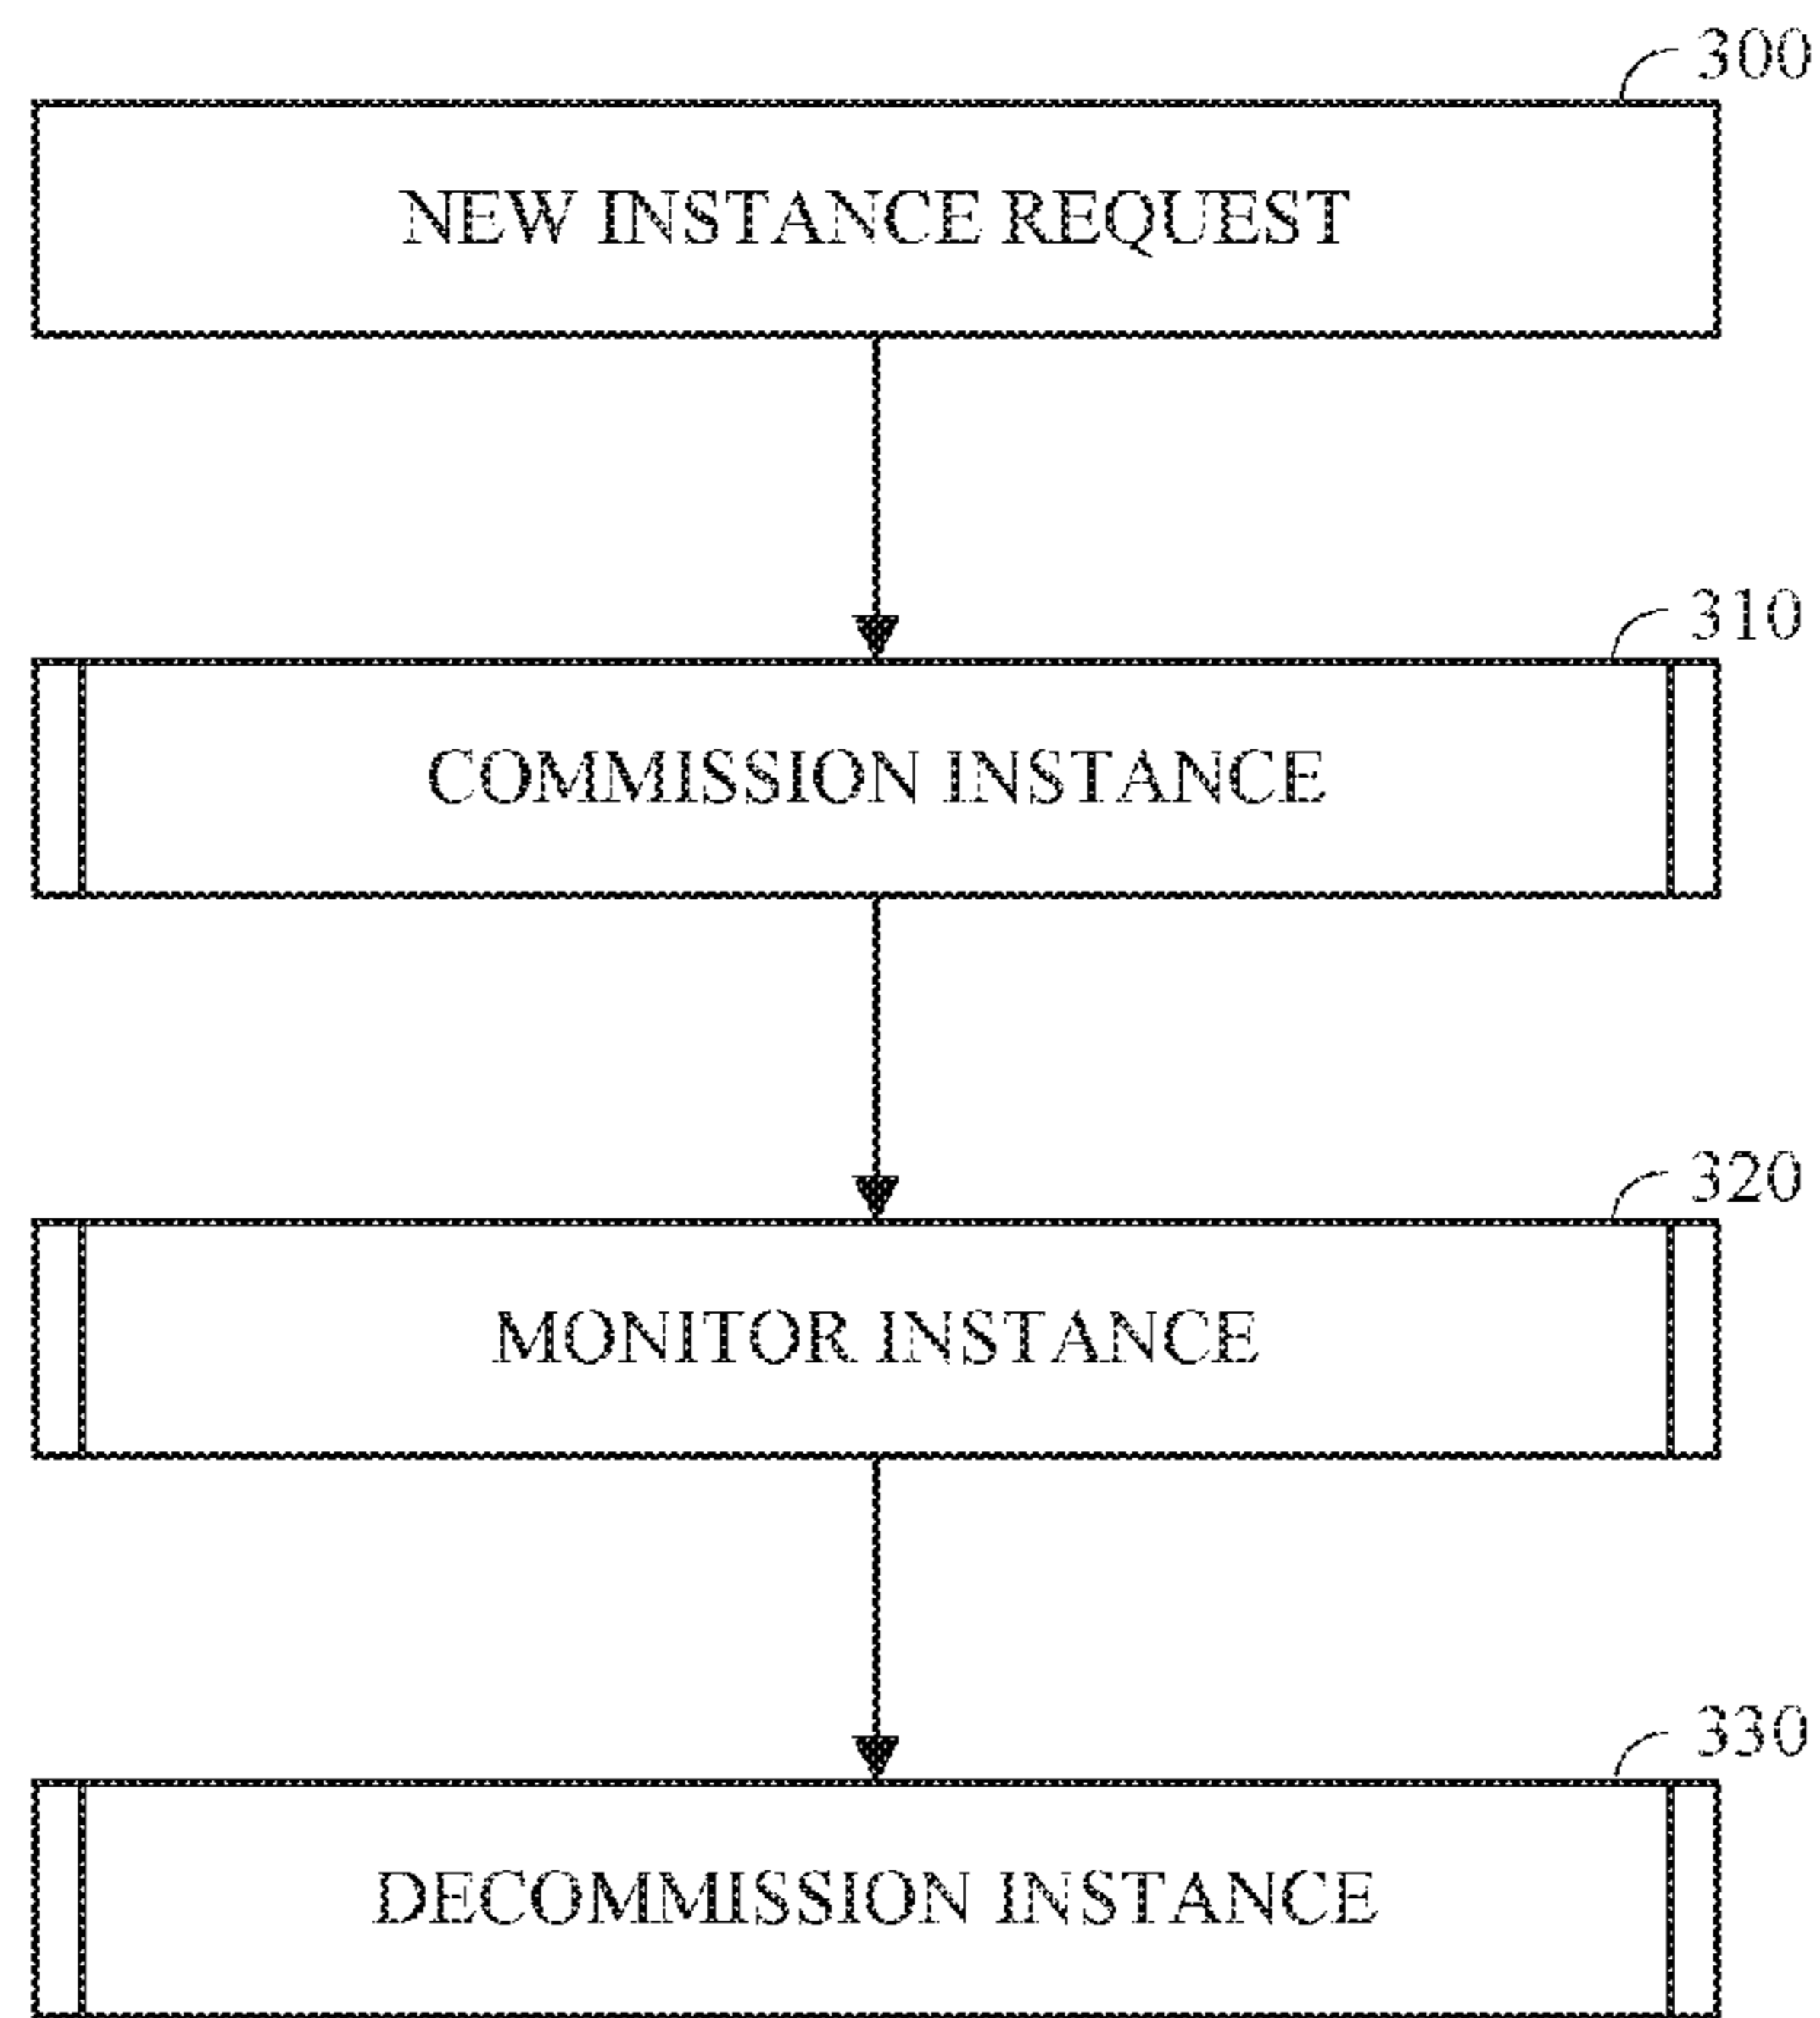 300
NEW INSTANCE REQUEST
310
COMMISSION INSTANCE
320
MONITOR INSTANCE
330
DECOMMISSION INSTANCE